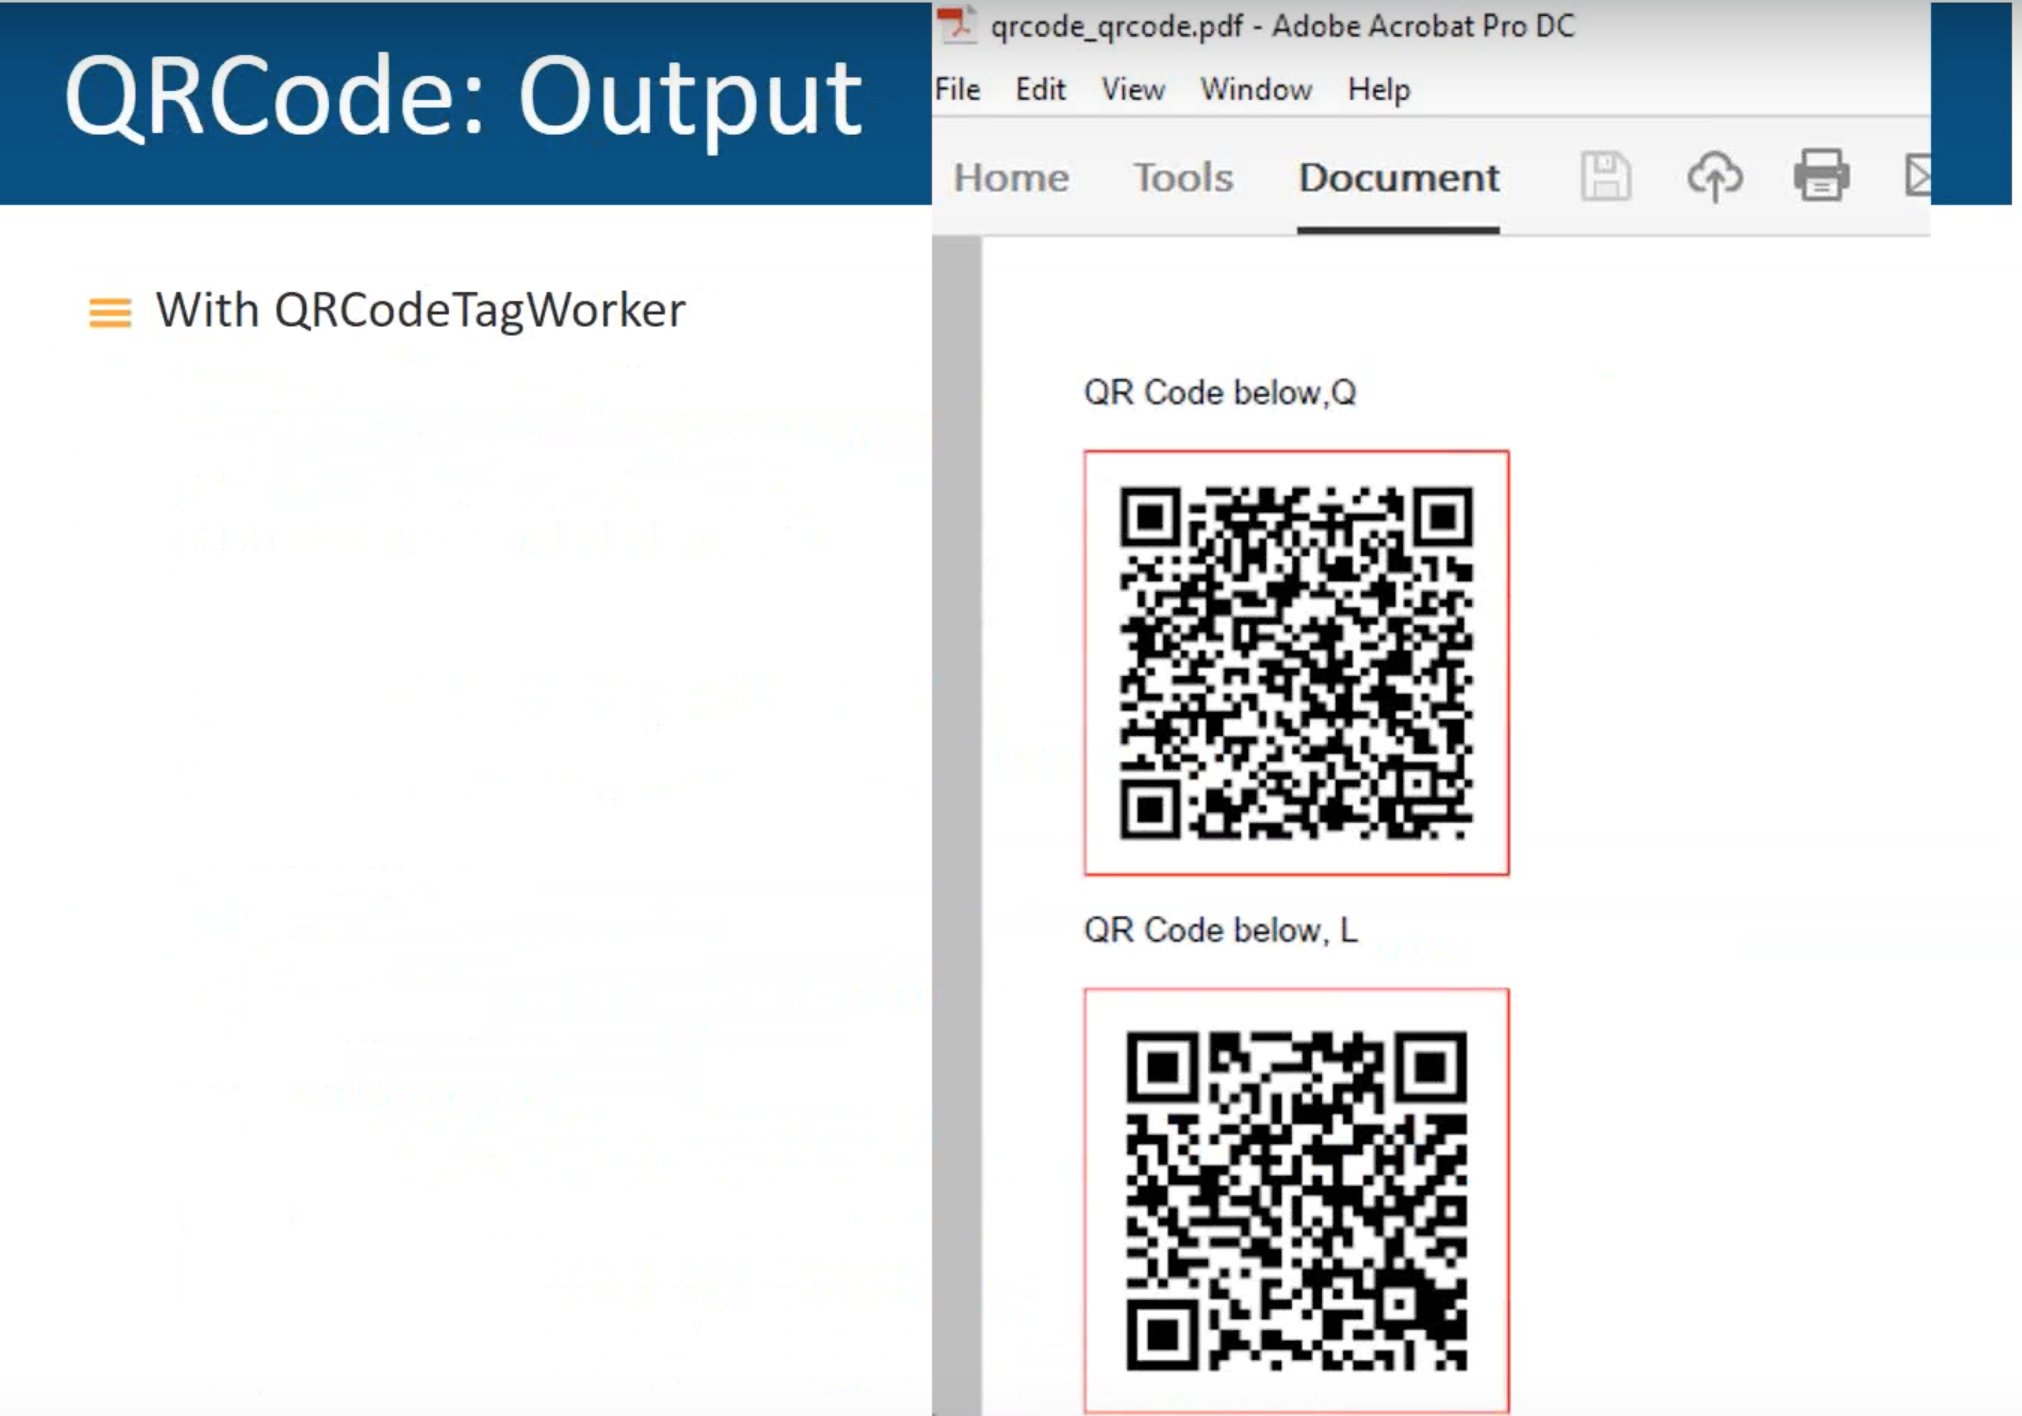 QRCode: Output
With QRCodeTagWorker
qrcode_qrcode.pdf - Adobe Acrobat Pro DC
File Edit View Window Help
Home Tools Document
QR Code below,Q
QR Code below, L